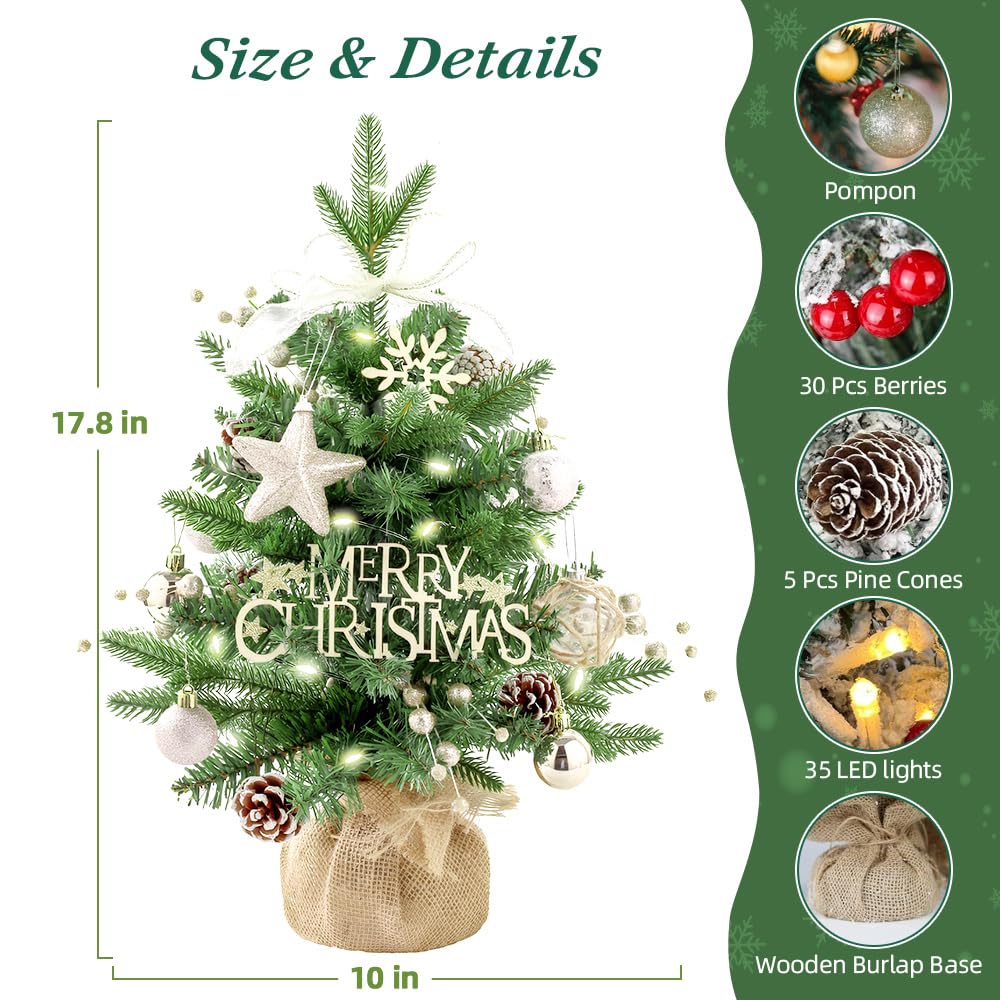 Size & Details
17.8 in
MERRY
CHRISTMAS
10 in
Pompon
30 Pcs Berries
5 Pcs Pine Cones
35 LED lights
Wooden Burlap Base